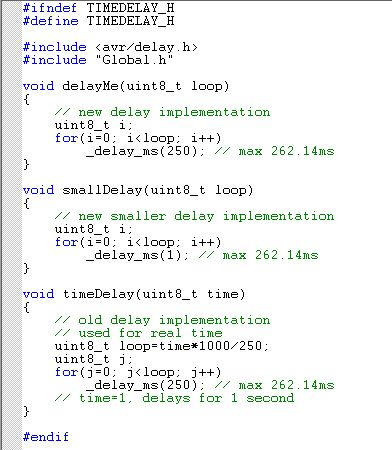 #ifndef TIMEDELAY_H
#define TIMEDELAY_H

#include <avr/delay.h>
#include "Global.h"

void delayMe(uint8_t loop)
{
    // new delay implementation
    uint8_t i;
    for(i=0; i<loop; i++)
        _delay_ms(250); // max 262.14ms
}

void smallDelay(uint8_t loop)
{
    // new smaller delay implementation
    uint8_t i;
    for(i=0; i<loop; i++)
        _delay_ms(1); // max 262.14ms
}

void timeDelay(uint8_t time)
{
    // old delay implementation
    // used for real time
    uint8_t loop=time*1000/250;
    uint8_t j;
    for(j=0; j<loop; j++)
        _delay_ms(250); // max 262.14ms
    // time=1, delays for 1 second
}

#endif